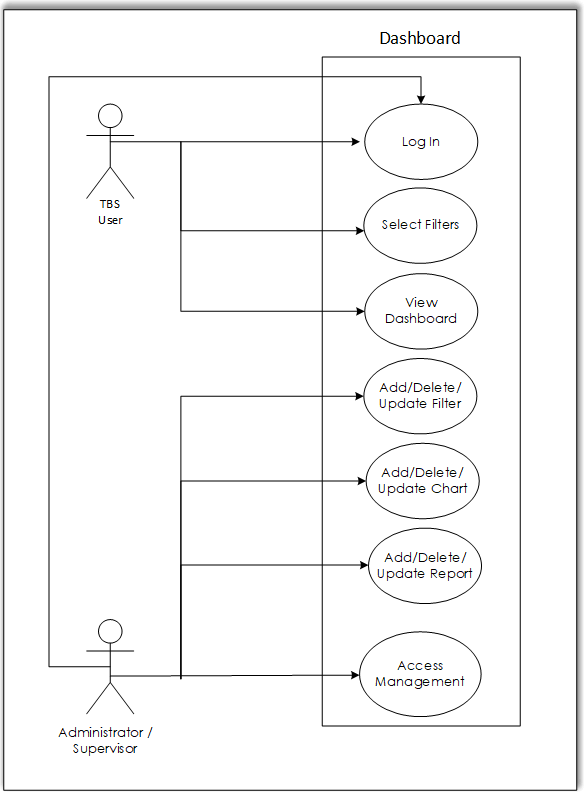 Dashboard
Log In
TBS
User
Select Filters
View
Dashboard
Add/Delete/
Update Filter
Add/Delete/
Update Chart
Add/Delete/
Update Report
Access
Management
Administrator /
Supervisor